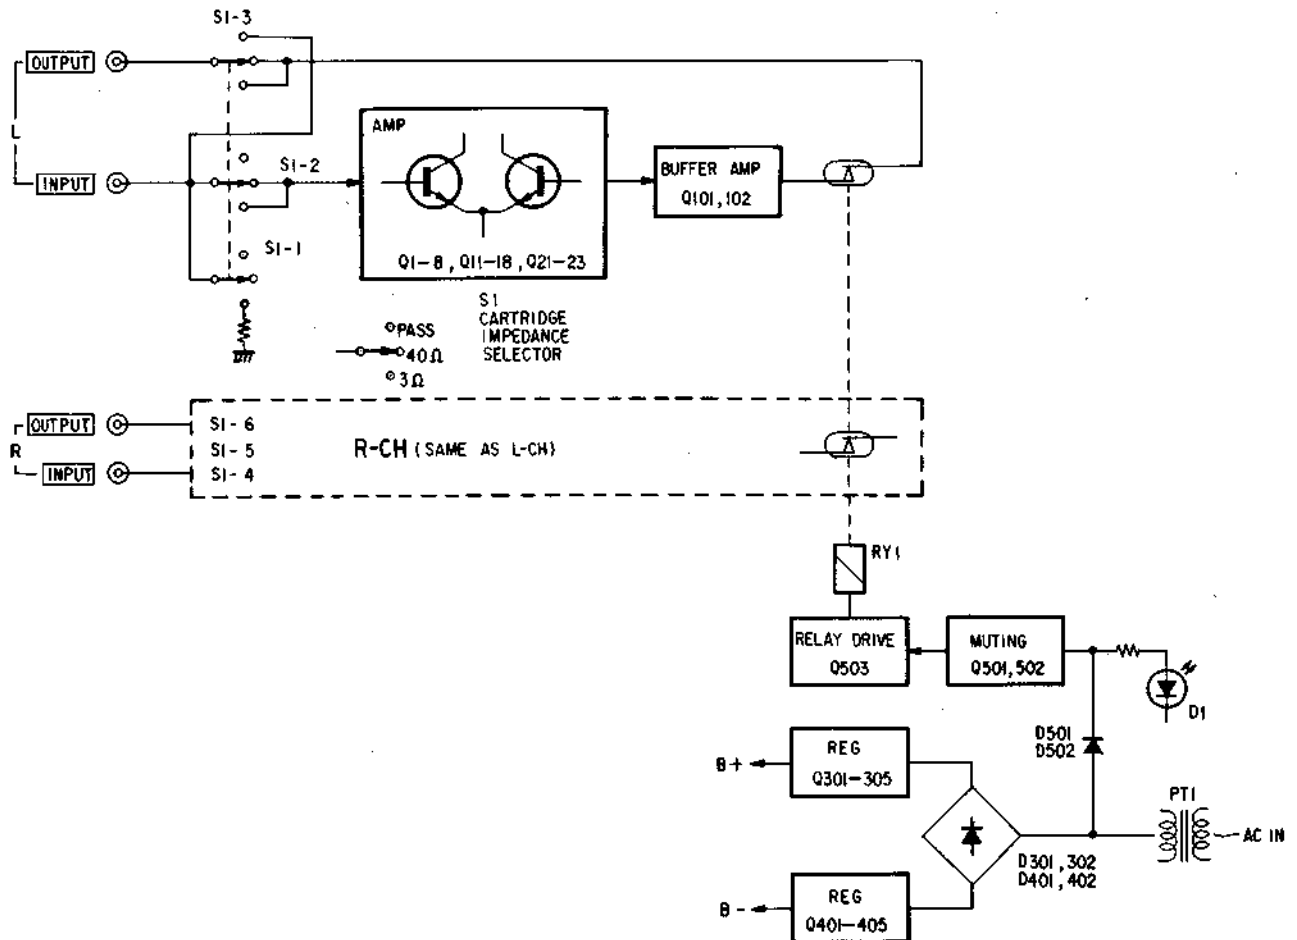 S1-3
OUTPUT
L
INPUT
S1-2
S1-1
AMP
Q1-8, Q11-18, Q21-23
BUFFER AMP
Q101, 102
S1
CARTRIDGE
IMPEDANCE
SELECTOR
PASS
40Ω
3Ω
OUTPUT
R
INPUT
S1-6
S1-5
S1-4
R-CH (SAME AS L-CH)
RY1
RELAY DRIVE
Q503
MUTING
Q501, 502
D1
D501
D502
B+
REG
Q301-305
PT1
AC IN
D301, 302
D401, 402
B-
REG
Q401-405